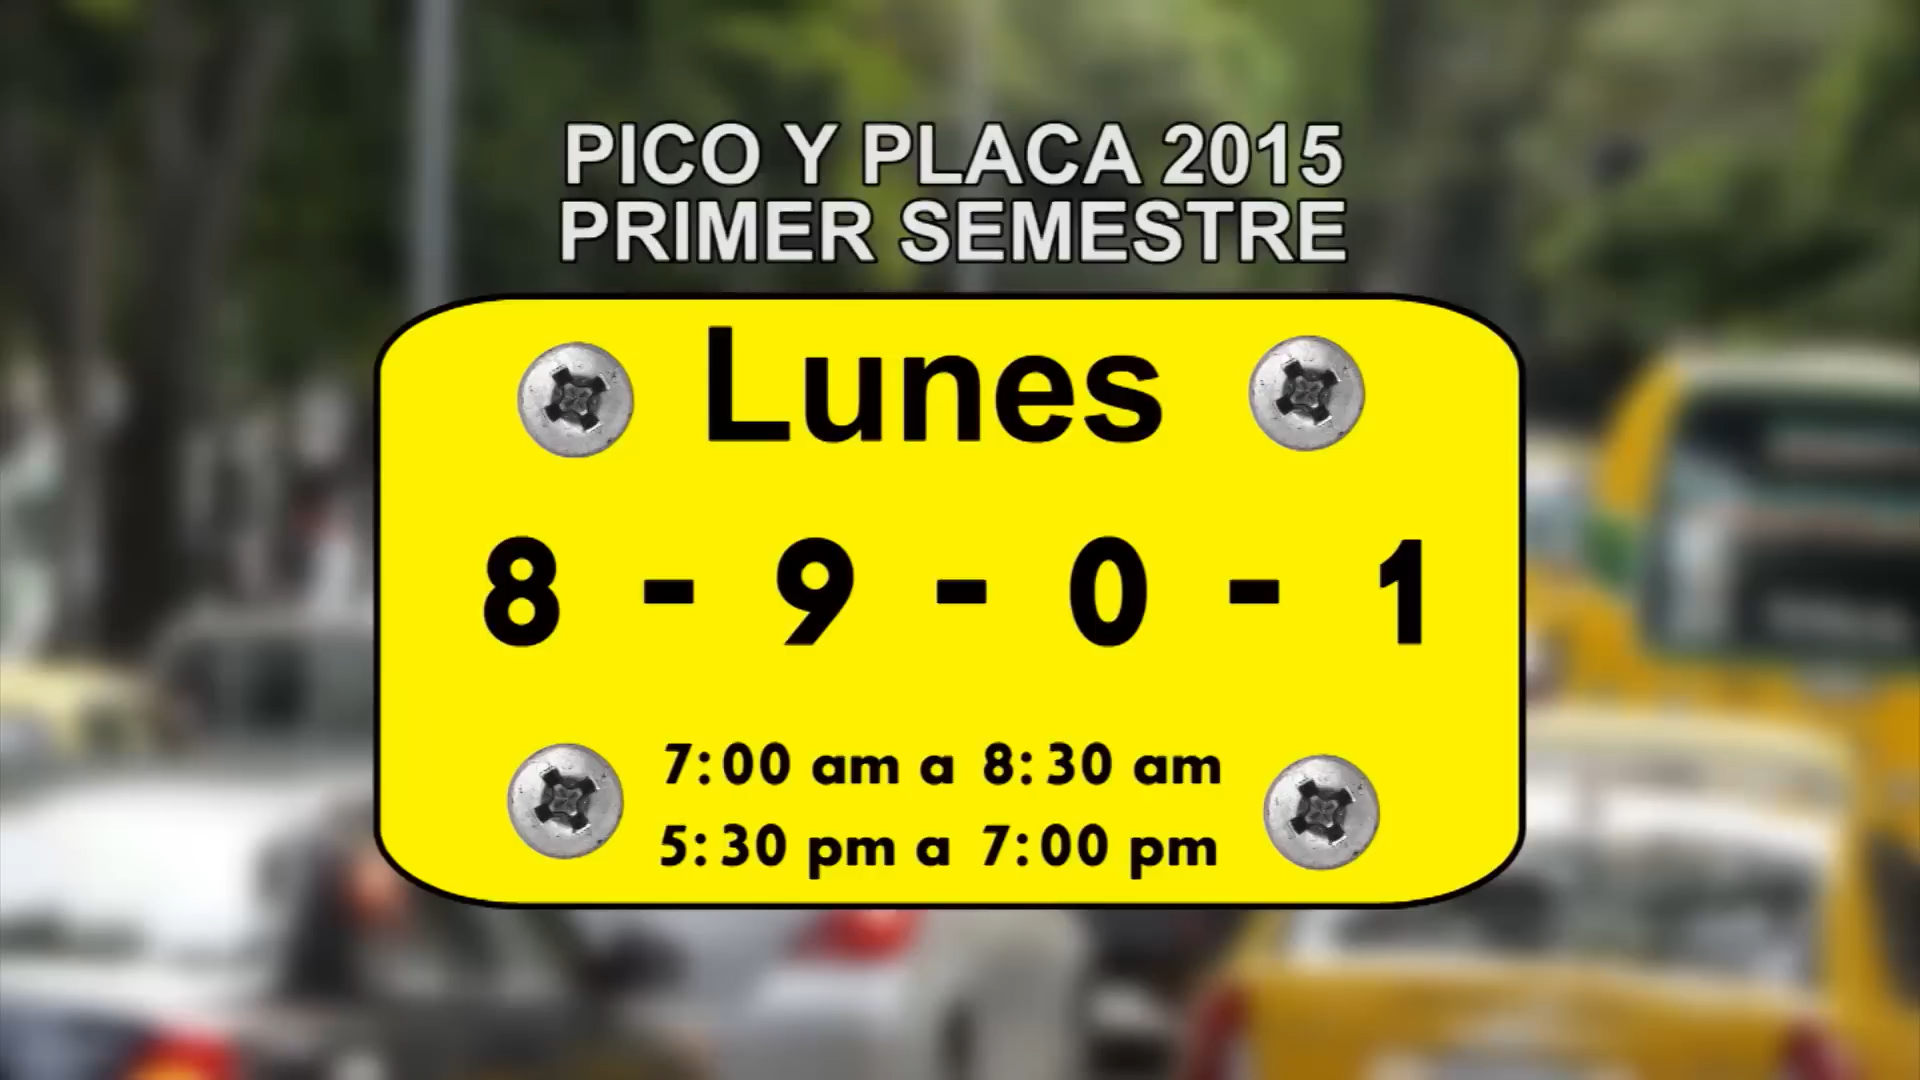 PICO Y PLACA 2015
PRIMER SEMESTRE
Lunes
8 - 9 - 0 - 1
7:00 am a 8:30 am
5:30 pm a 7:00 pm